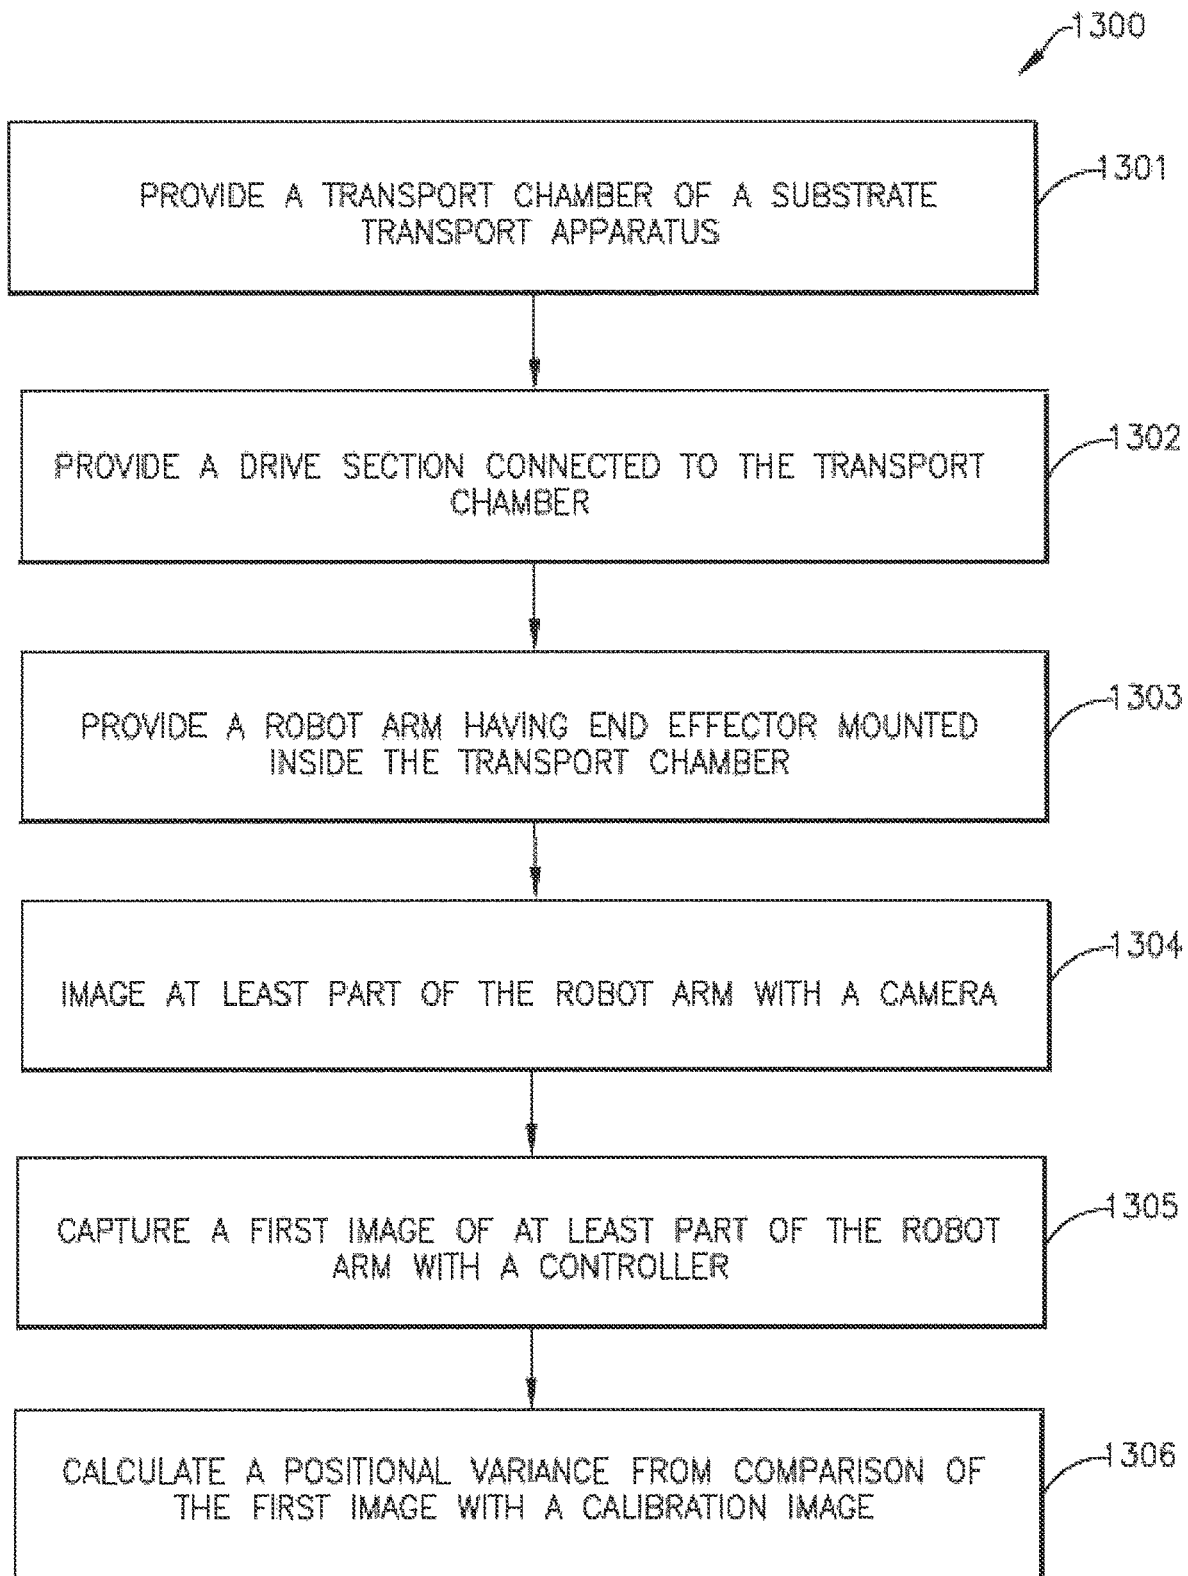 1300
PROVIDE A TRANSPORT CHAMBER OF A SUBSTRATE
TRANSPORT APPARATUS
1301
PROVIDE A DRIVE SECTION CONNECTED TO THE TRANSPORT
CHAMBER
1302
PROVIDE A ROBOT ARM HAVING END EFFECTOR MOUNTED
INSIDE THE TRANSPORT CHAMBER
1303
IMAGE AT LEAST PART OF THE ROBOT ARM WITH A CAMERA
1304
CAPTURE A FIRST IMAGE OF AT LEAST PART OF THE ROBOT
ARM WITH A CONTROLLER
1305
CALCULATE A POSITIONAL VARIANCE FROM COMPARISON OF
THE FIRST IMAGE WITH A CALIBRATION IMAGE
1306